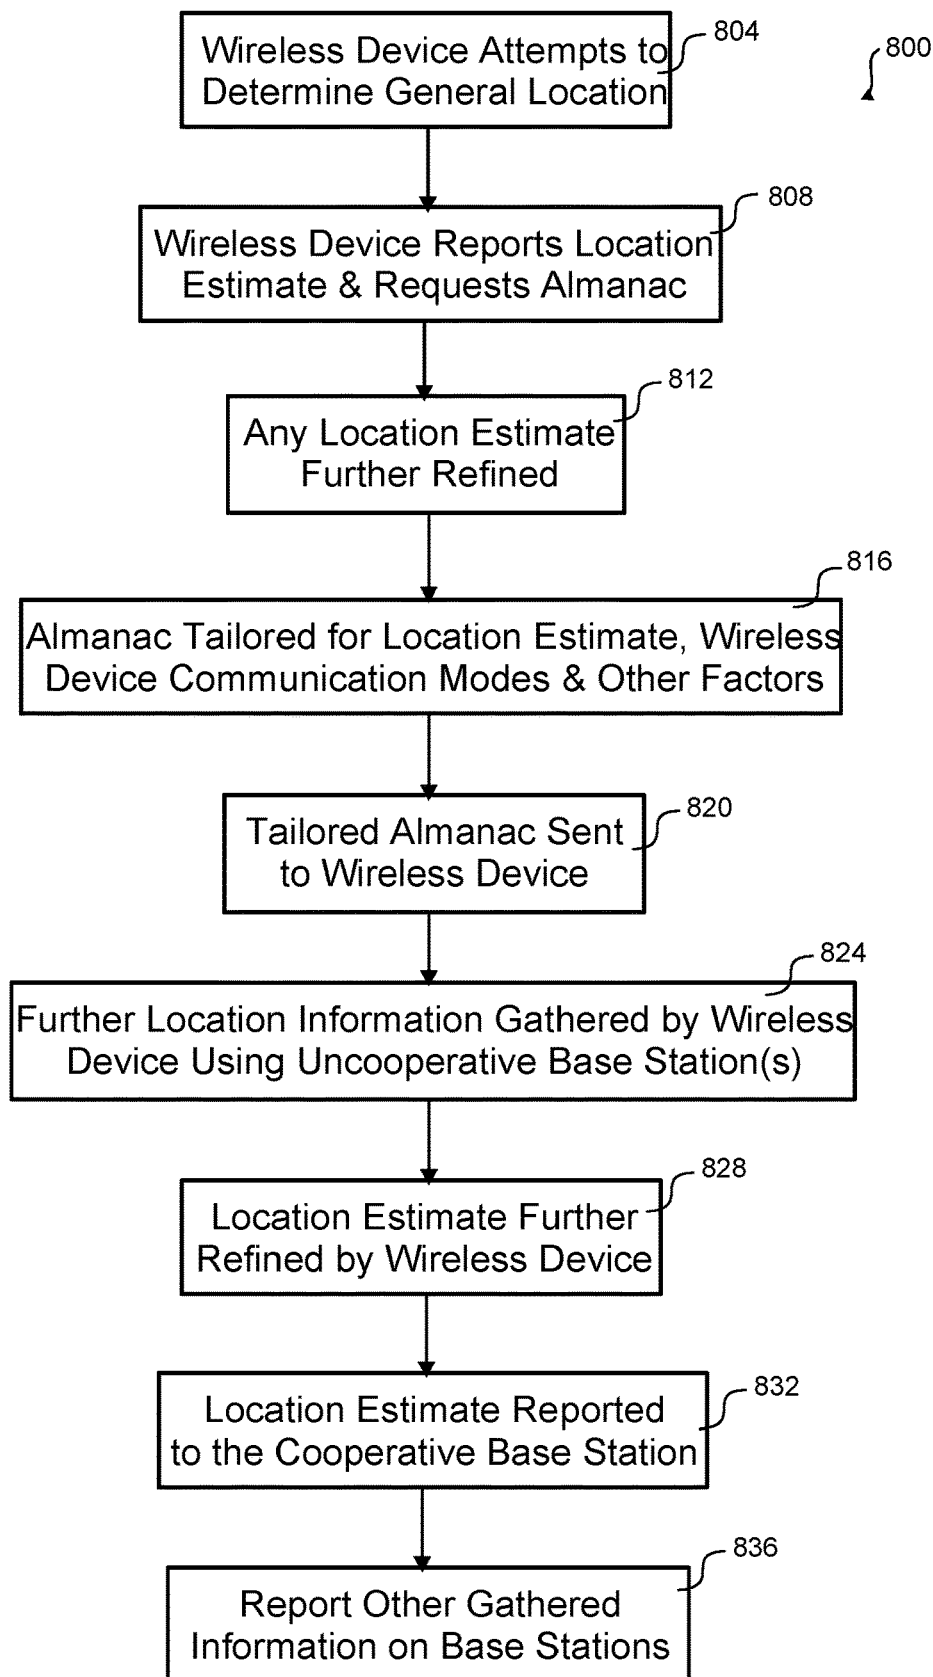 Wireless Device Attempts to
Determine General Location
804
800
808
Wireless Device Reports Location
Estimate & Requests Almanac
812
Any Location Estimate
Further Refined
816
Almanac Tailored for Location Estimate, Wireless
Device Communication Modes & Other Factors
820
Tailored Almanac Sent
to Wireless Device
824
Further Location Information Gathered by Wireless
Device Using Uncooperative Base Station(s)
828
Location Estimate Further
Refined by Wireless Device
832
Location Estimate Reported
to the Cooperative Base Station
836
Report Other Gathered
Information on Base Stations